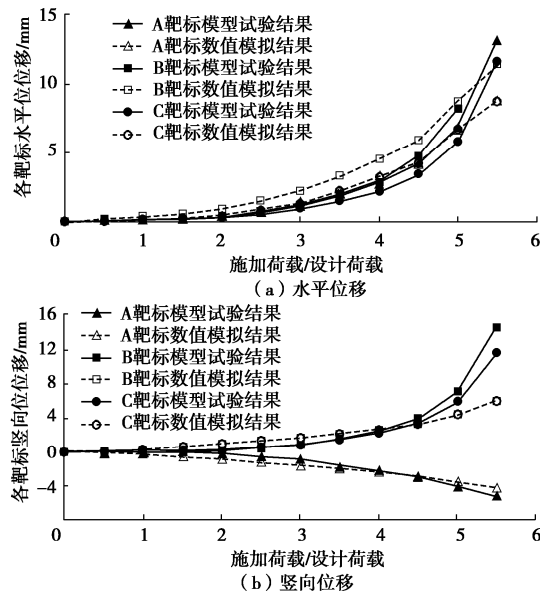 15
10
5
各靶标水平位位移/mm
A靶标模型试验结果
A靶标数值模拟结果
B靶标模型试验结果
B靶标数值模拟结果
C靶标模型试验结果
C靶标数值模拟结果
0 1 2 3 4 5 6
施加荷载/设计荷载
(a)水平位移
16
12
8
4
0
-4
各靶标竖向位位移/mm
A靶标模型试验结果
A靶标数值模拟结果
B靶标模型试验结果
B靶标数值模拟结果
C靶标模型试验结果
C靶标数值模拟结果
0 1 2 3 4 5 6
施加荷载/设计荷载
(b)竖向位移